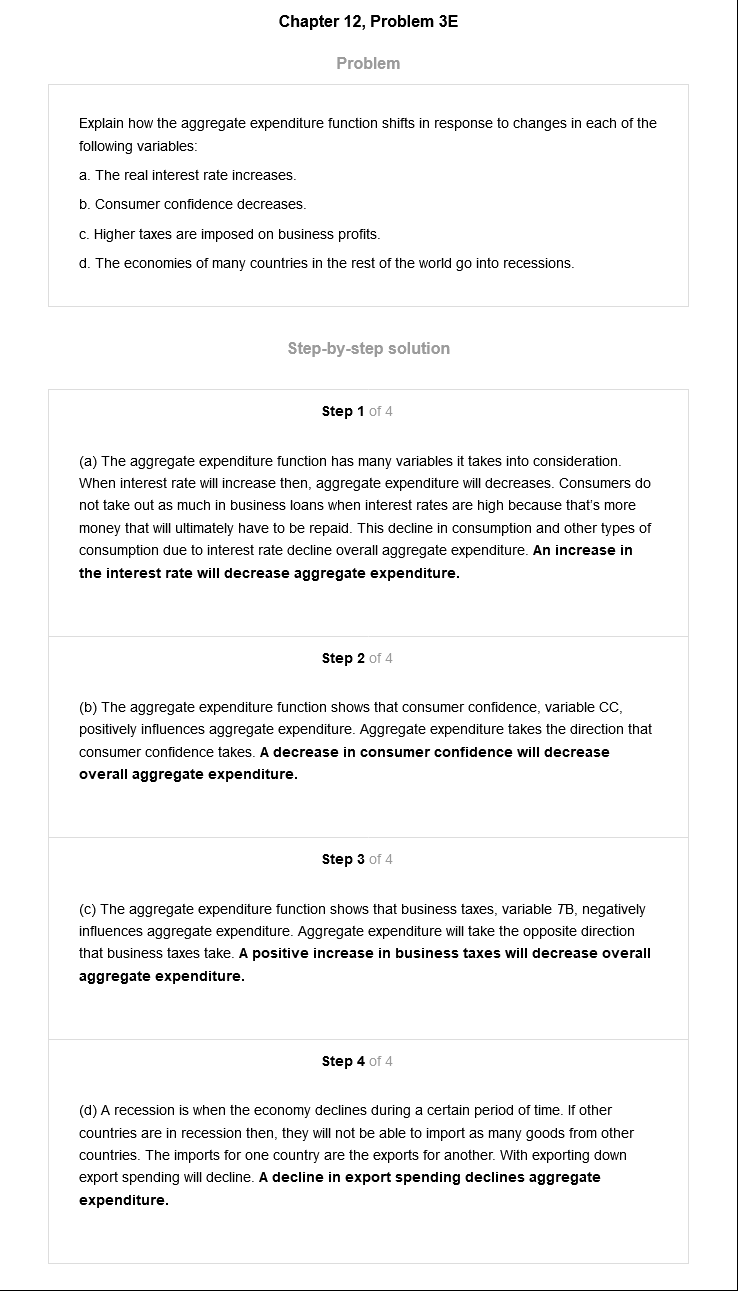 Chapter 12, Problem 3E
Problem
Explain how the aggregate expenditure function shifts in response to changes in each of the
following variables:
a. The real interest rate increases.
b. Consumer confidence decreases.
c. Higher taxes are imposed on business profits.
d. The economies of many countries in the rest of the world go into recessions.
Step-by-step solution
Step 1 of 4
(a) The aggregate expenditure function has many variables it takes into consideration.
When interest rate will increase then, aggregate expenditure will decreases. Consumers do
not take out as much in business loans when interest rates are high because that's more
money that will ultimately have to be repaid. This decline in consumption and other types of
consumption due to interest rate decline overall aggregate expenditure. An increase in
the interest rate will decrease aggregate expenditure.
Step 2 of 4
(b) The aggregate expenditure function shows that consumer confidence, variable CC,
positively influences aggregate expenditure. Aggregate expenditure takes the direction that
consumer confidence takes. A decrease in consumer confidence will decrease
overall aggregate expenditure.
Step 3 of 4
(c) The aggregate expenditure function shows that business taxes, variable TB, negatively
influences aggregate expenditure. Aggregate expenditure will take the opposite direction
that business taxes take. A positive increase in business taxes will decrease overall
aggregate expenditure.
Step 4 of 4
(d) A recession is when the economy declines during a certain period of time. If other
countries are in recession then, they will not be able to import as many goods from other
countries. The imports for one country are the exports for another. With exporting down
export spending will decline. A decline in export spending declines aggregate
expenditure.